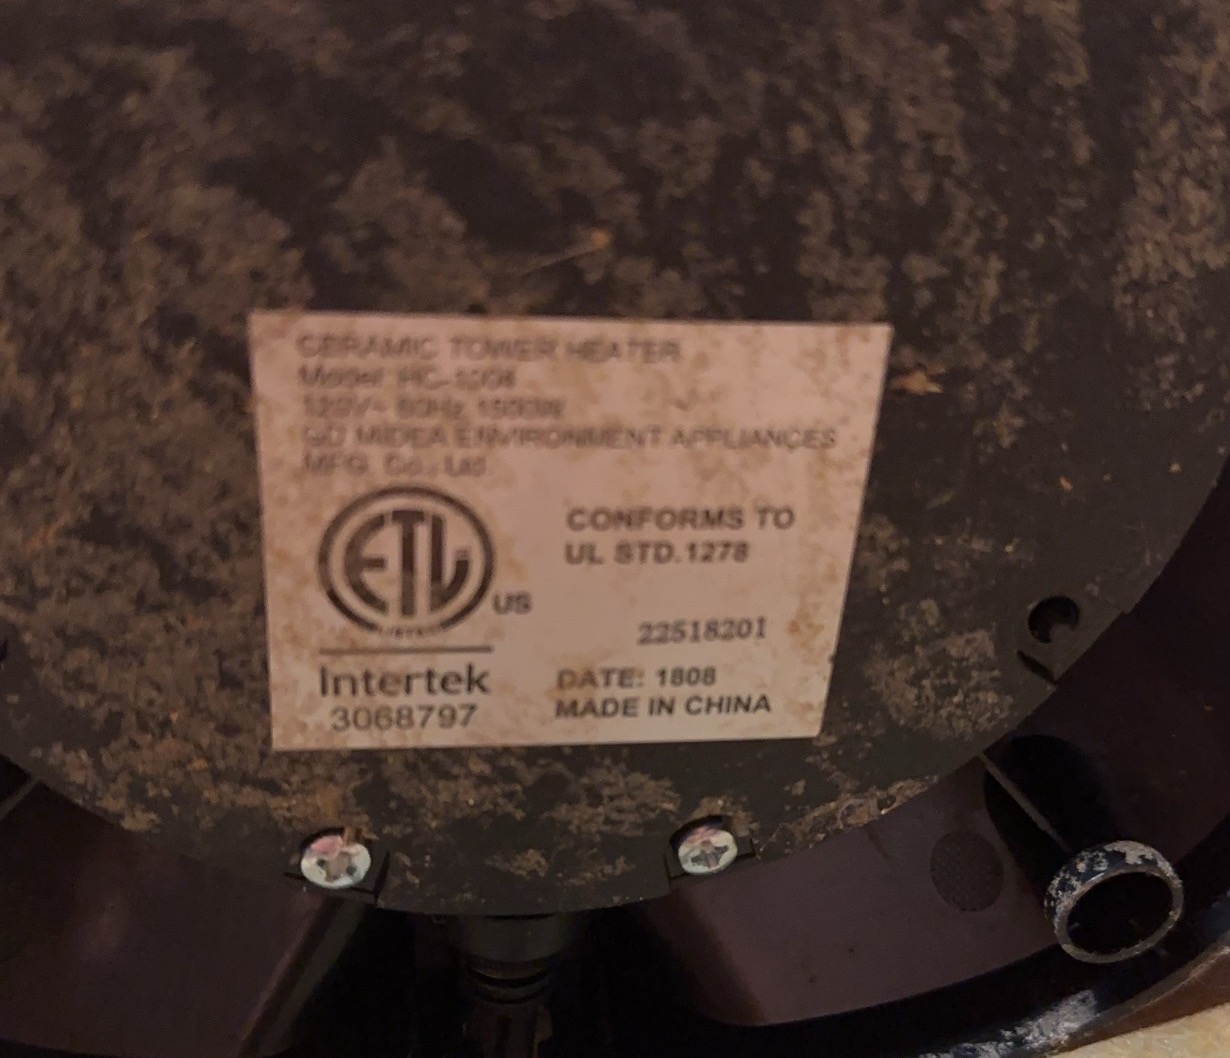 CERAMIC TOWER HEATER
Model:
120V~ 60Hz 1500W
GD MIDEA ENVIRONMENT APPLIANCES
MFG. Co., Ltd.
ETL
US
CONFORMS TO
UL STD.1278
22518201
Intertek
3068797
DATE: 1808
MADE IN CHINA